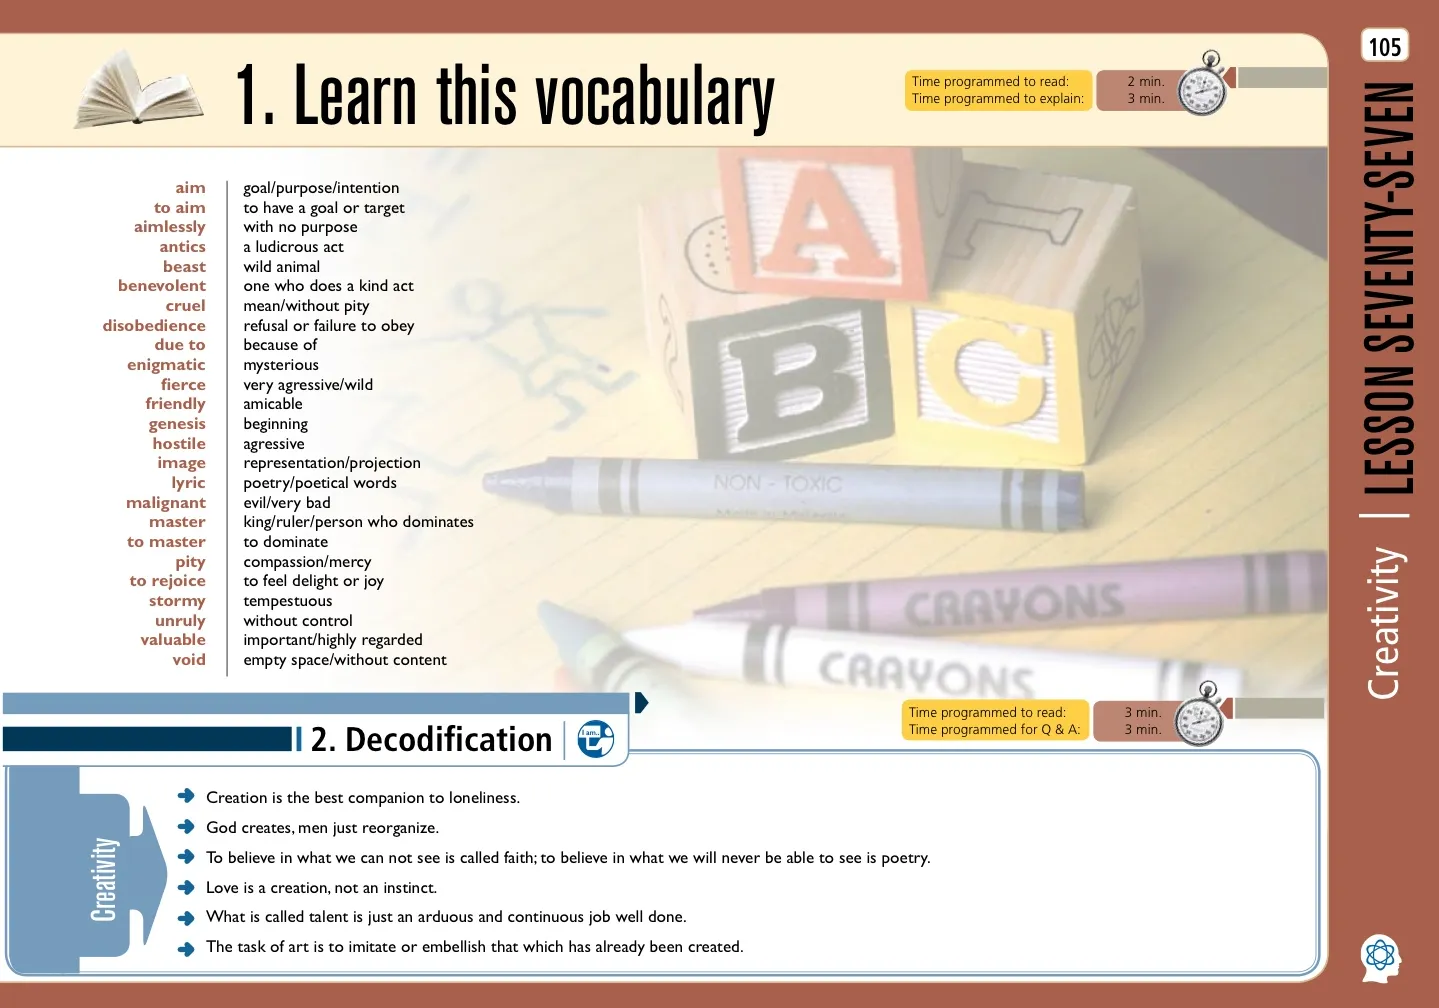 105
1. Learn this vocabulary
Time programmed to read: 2 min.
Time programmed to explain: 3 min.
aim goal/purpose/intention
to aim to have a goal or target
aimlessly with no purpose
antics a ludicrous act
beast wild animal
benevolent one who does a kind act
cruel mean/without pity
disobedience refusal or failure to obey
due to because of
enigmatic mysterious
fierce very agressive/wild
friendly amicable
genesis beginning
hostile agressive
image representation/projection
lyric poetry/poetical words
malignant evil/very bad
master king/ruler/person who dominates
to master to dominate
pity compassion/mercy
to rejoice to feel delight or joy
stormy tempestuous
unruly without control
valuable important/highly regarded
void empty space/without content
A
B
C
NON - TOXIC
CRAYONS
CRAYONS
LESSON SEVENTY-SEVEN
Creativity
2. Decodification
I am...
Time programmed to read: 3 min.
Time programmed for Q & A: 3 min.
Creativity
Creation is the best companion to loneliness.
God creates, men just reorganize.
To believe in what we can not see is called faith; to believe in what we will never be able to see is poetry.
Love is a creation, not an instinct.
What is called talent is just an arduous and continuous job well done.
The task of art is to imitate or embellish that which has already been created.